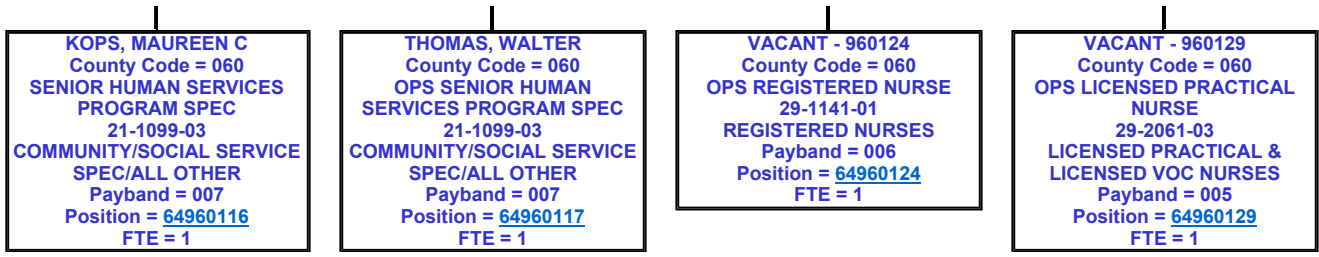 KOPS, MAUREEN C
County Code = 060
SENIOR HUMAN SERVICES
PROGRAM SPEC
21-1099-03
COMMUNITY/SOCIAL SERVICE
SPEC/ALL OTHER
Payband = 007
Position = 64960116
FTE = 1
THOMAS, WALTER
County Code = 060
OPS SENIOR HUMAN
SERVICES PROGRAM SPEC
21-1099-03
COMMUNITY/SOCIAL SERVICE
SPEC/ALL OTHER
Payband = 007
Position = 64960117
FTE = 1
VACANT - 960124
County Code = 060
OPS REGISTERED NURSE
29-1141-01
REGISTERED NURSES
Payband = 006
Position = 64960124
FTE = 1
VACANT - 960129
County Code = 060
OPS LICENSED PRACTICAL
NURSE
29-2061-03
LICENSED PRACTICAL &
LICENSED VOC NURSES
Payband = 005
Position = 64960129
FTE = 1